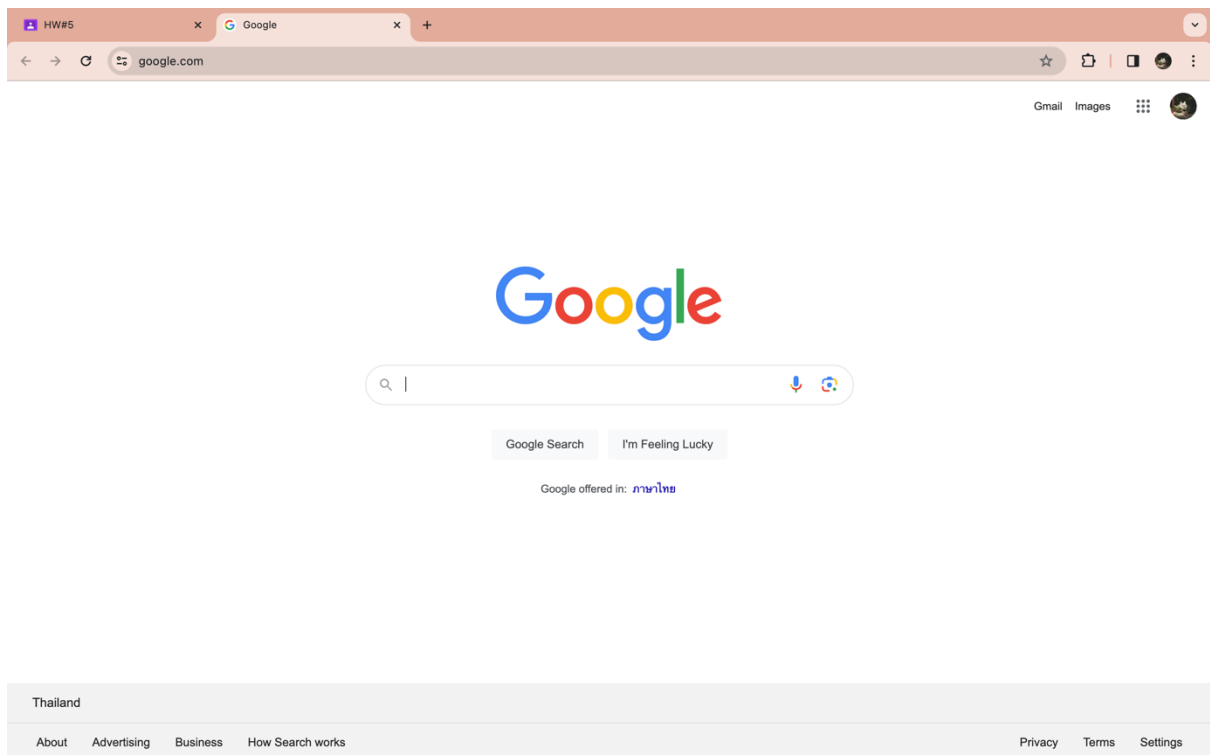 HW#5
Google
google.com
Gmail Images
Google
Google Search I'm Feeling Lucky
Google offered in: ภาษาไทย
Thailand
About Advertising Business How Search works Privacy Terms Settings